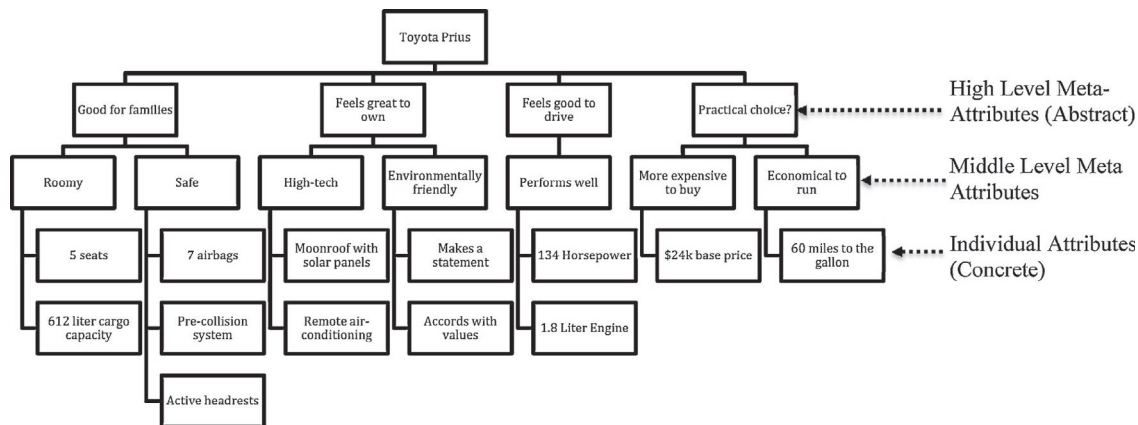 Toyota Prius
Good for families
Feels great to
own
Feels good to
drive
Practical choice?
High Level Meta-
Attributes (Abstract)
Roomy
Safe
High-tech
Environmentally
friendly
Performs well
More expensive
to buy
Economical to
run
Middle Level Meta
Attributes
5 seats
7 airbags
Moonroof with
solar panels
Makes a
statement
134 Horsepower
$24k base price
60 miles to the
gallon
Individual Attributes
(Concrete)
612 liter cargo
capacity
Pre-collision
system
Remote air-
conditioning
Accords with
values
1.8 Liter Engine
Active headrests